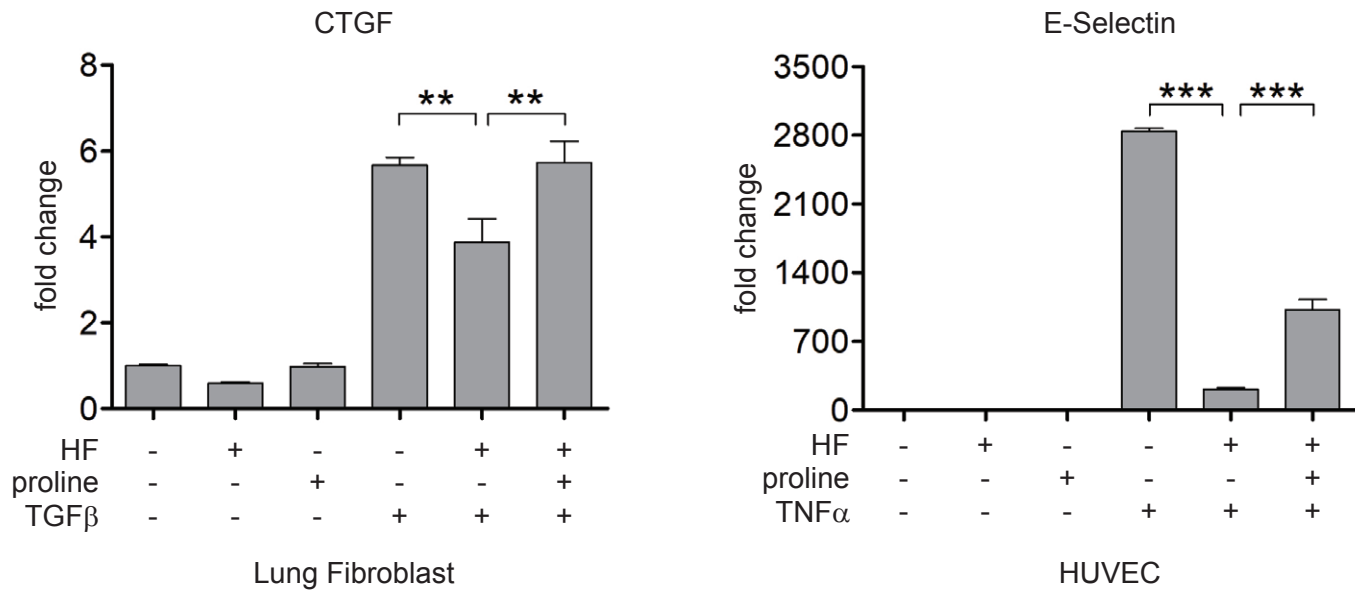 CTGF
8
6
4
2
0
fold change
** **
HF - + - - + +
proline - - + - - +
TGFβ - - - + + +
Lung Fibroblast
E-Selectin
3500
2800
2100
1400
700
0
fold change
*** ***
HF - + - - + +
proline - - + - - +
TNFα - - - + + +
HUVEC